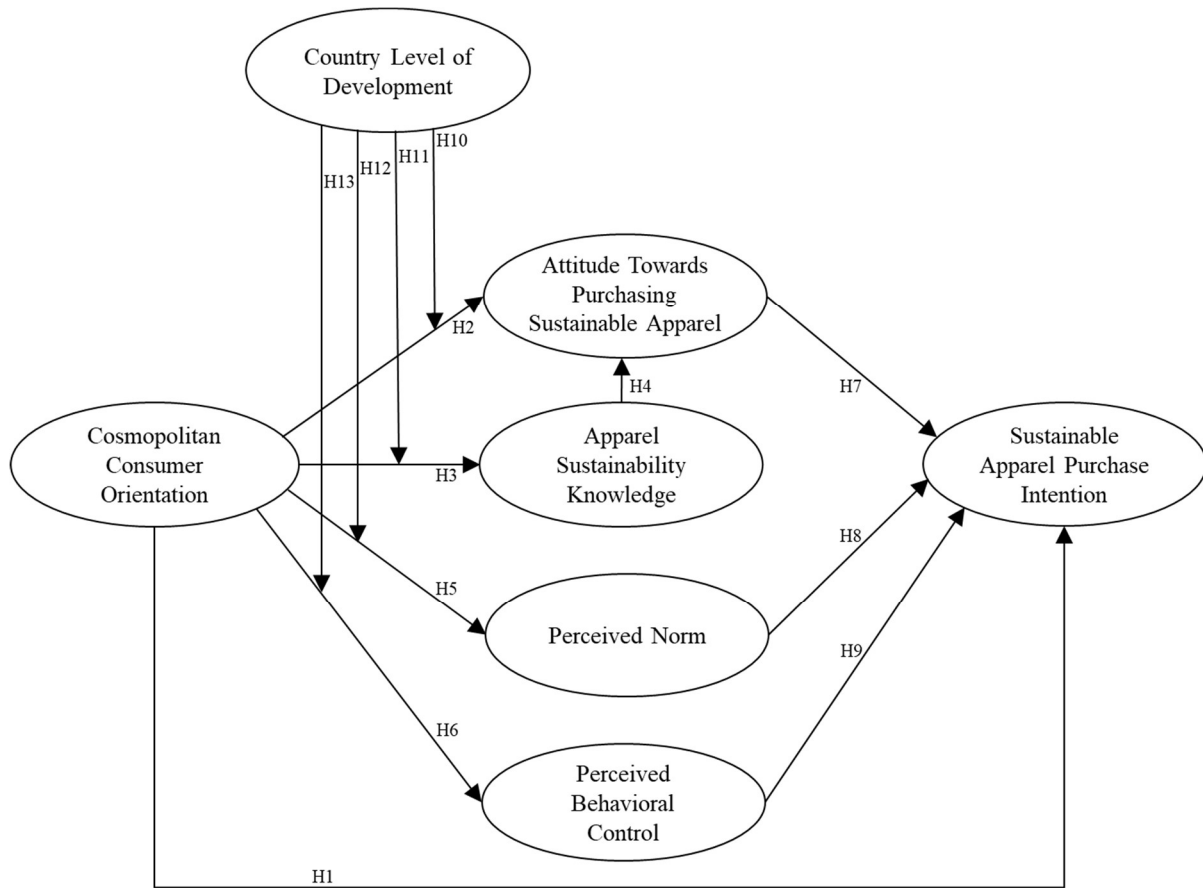 Country Level of
Development
H10
H11
H12
H13
Attitude Towards
Purchasing
Sustainable Apparel
H2
H4
H7
Cosmopolitan
Consumer
Orientation
H3
Apparel
Sustainability
Knowledge
Sustainable
Apparel Purchase
Intention
H5
H8
Perceived Norm
H9
H6
Perceived
Behavioral
Control
H1